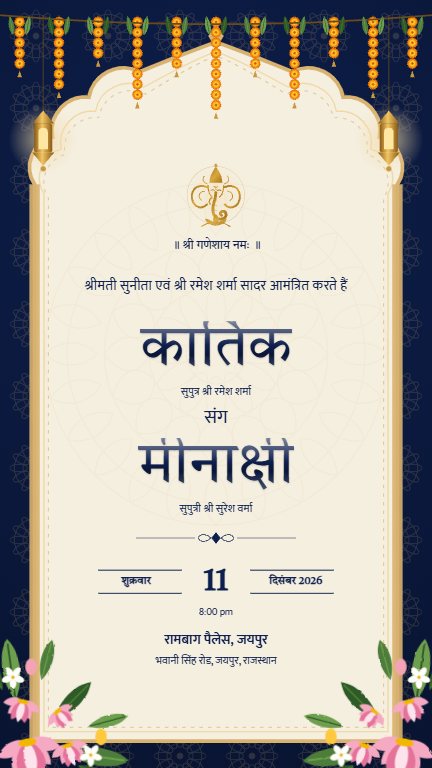 ॥ श्री गणेशाय नमः ॥
श्रीमती सुनीता एवं श्री रमेश शर्मा सादर आमंत्रित करते हैं
कार्तिक
सुपुत्र श्री रमेश शर्मा
संग
मीनाक्षी
सुपुत्री श्री सुरेश वर्मा
शुक्रवार 11 दिसंबर 2026
8:00 pm
रामबाग पैलेस, जयपुर
भवानी सिंह रोड, जयपुर, राजस्थान